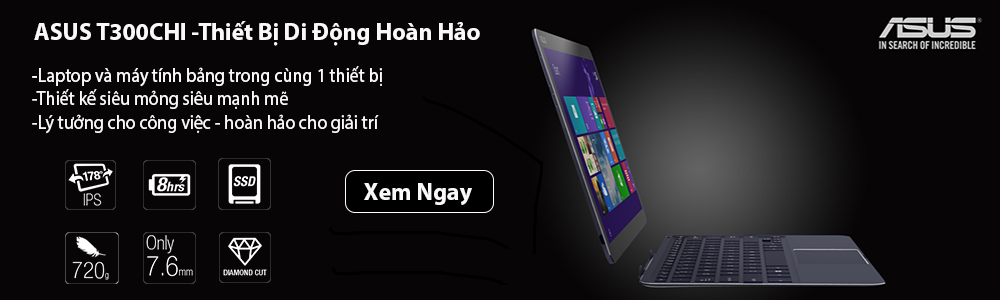 ASUS T300CHI -Thiết Bị Di Động Hoàn Hảo
-Laptop và máy tính bảng trong cùng 1 thiết bị
-Thiết kế siêu mỏng siêu mạnh mẽ
-Lý tưởng cho công việc - hoàn hảo cho giải trí
178°
IPS
8hrs
SSD
720g
Only
7.6mm
DIAMOND CUT
Xem Ngay
ASUS
IN SEARCH OF INCREDIBLE